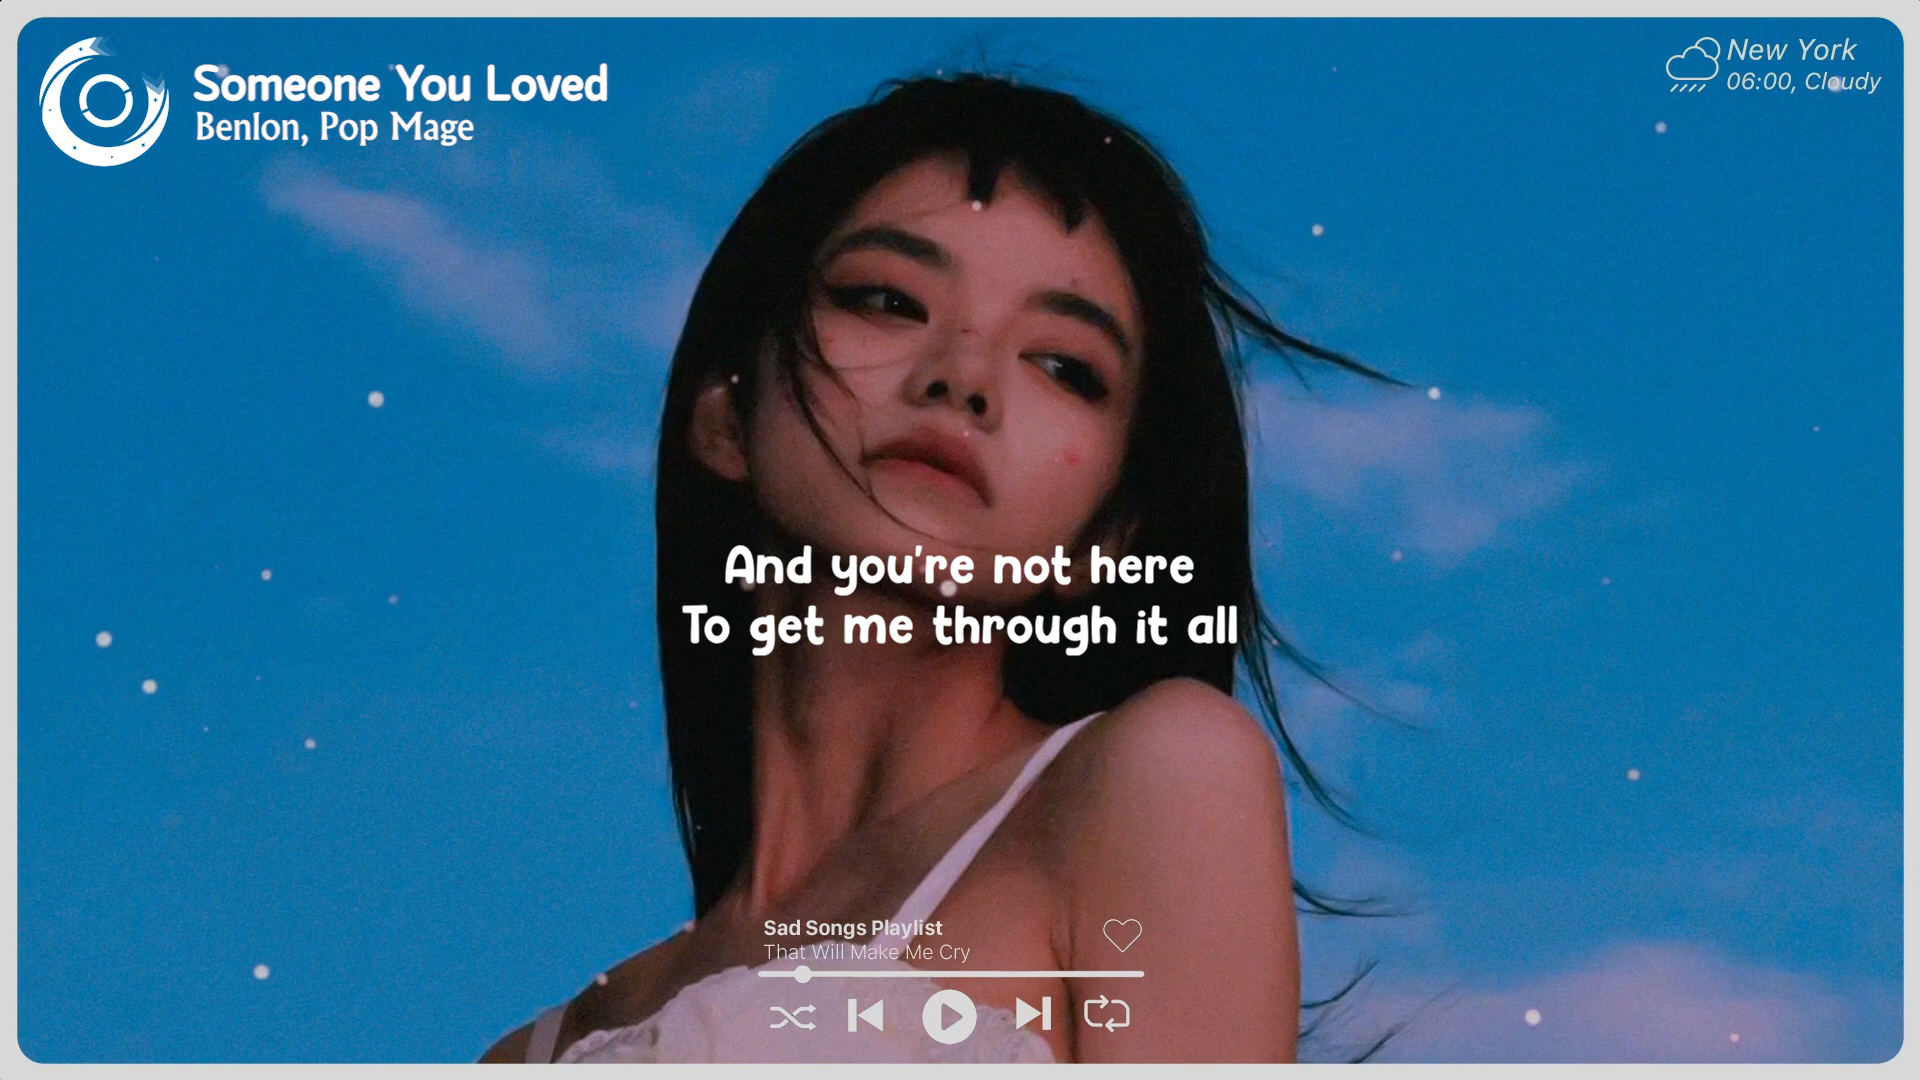 Someone You Loved
Benlon, Pop Mage
New York
06:00, Cloudy
And you're not here
To get me through it all
Sad Songs Playlist
That Will Make Me Cry